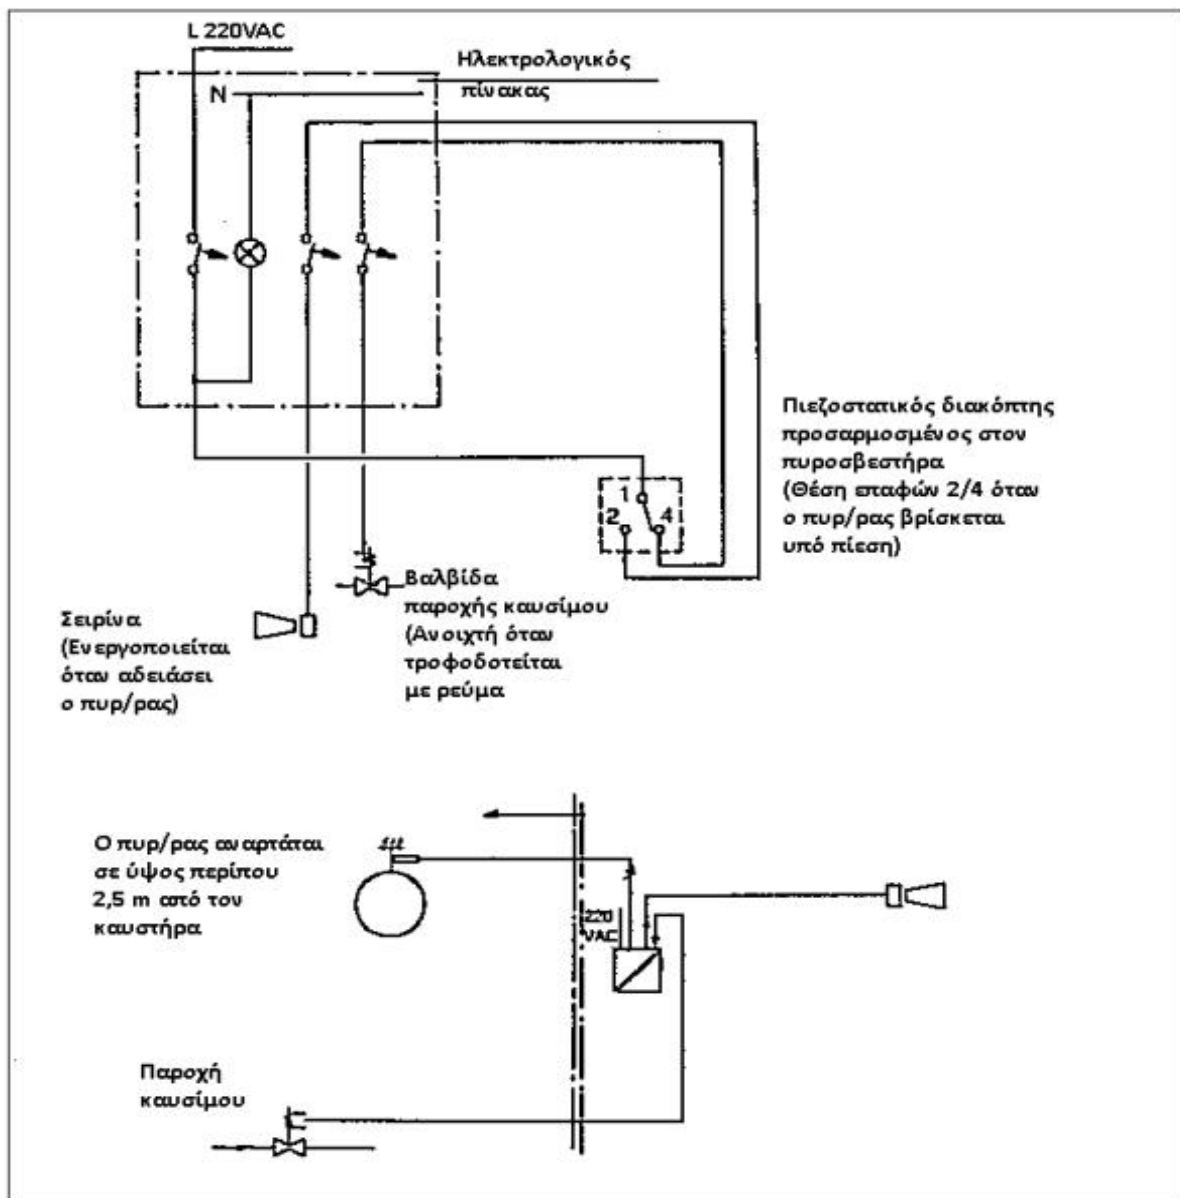 L 220VAC
Ηλεκτρολογικός
πίνακας
N
Πιεζοστατικός διακόπτης
προσαρμοσμένος στον
πυροσβεστήρα
(Θέση επαφών 2/4 όταν
ο πυρ/ρας βρίσκεται
υπό πίεση)
1
2
4
Βαλβίδα
παροχής καυσίμου
(Ανοιχτή όταν
τροφοδοτείται
με ρεύμα
Σειρίνα
(Ενεργοποιείται
όταν αδειάσει
ο πυρ/ρας)
Ο πυρ/ρας αναρτάται
σε ύψος περίπου
2,5 m από τον
καυστήρα
220
VAC
Παροχή
καυσίμου